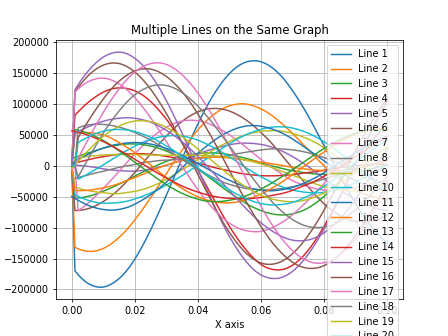 Multiple Lines on the Same Graph
200000
150000
100000
50000
0
−50000
−100000
−150000
−200000
0.00
0.02
0.04
0.06
0.08
X axis
Line 1
Line 2
Line 3
Line 4
Line 5
Line 6
Line 7
Line 8
Line 9
Line 10
Line 11
Line 12
Line 13
Line 14
Line 15
Line 16
Line 17
Line 18
Line 19
Line 20